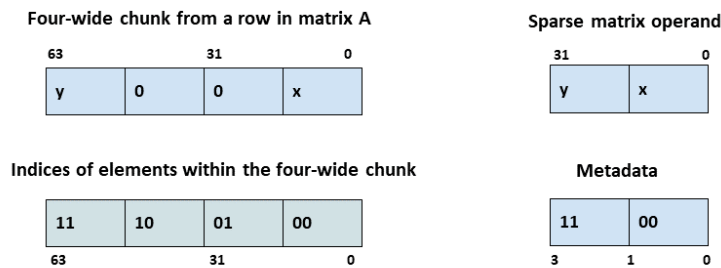 Four-wide chunk from a row in matrix A
63 31 0
y 0 0 x
Indices of elements within the four-wide chunk
11 10 01 00
63 31 0
Sparse matrix operand
31 0
y x
Metadata
11 00
3 1 0